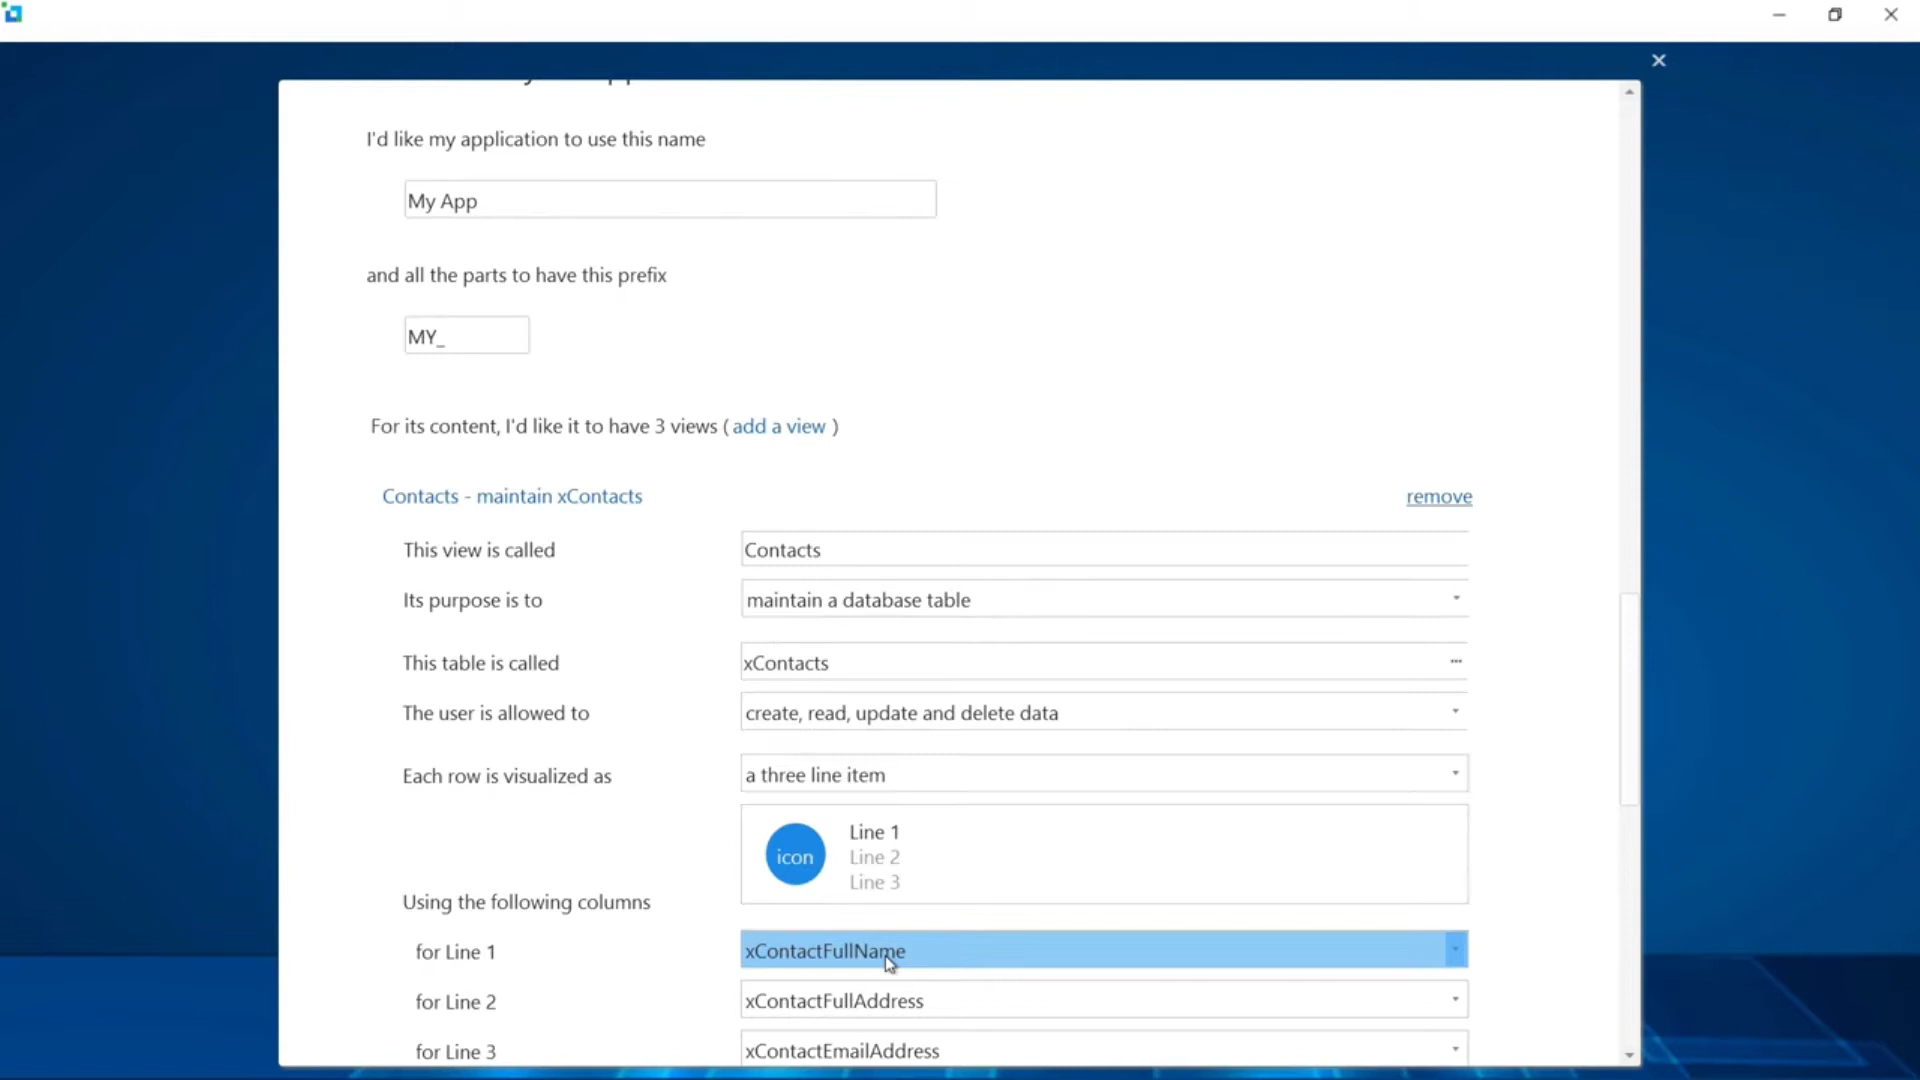 I'd like my application to use this name
My App
and all the parts to have this prefix
MY_
For its content, I'd like it to have 3 views ( add a view )
Contacts - maintain xContacts remove
This view is called Contacts
Its purpose is to maintain a database table
This table is called xContacts ...
The user is allowed to create, read, update and delete data
Each row is visualized as a three line item
icon
Line 1
Line 2
Line 3
Using the following columns
for Line 1 xContactFullName
for Line 2 xContactFullAddress
for Line 3 xContactEmailAddress